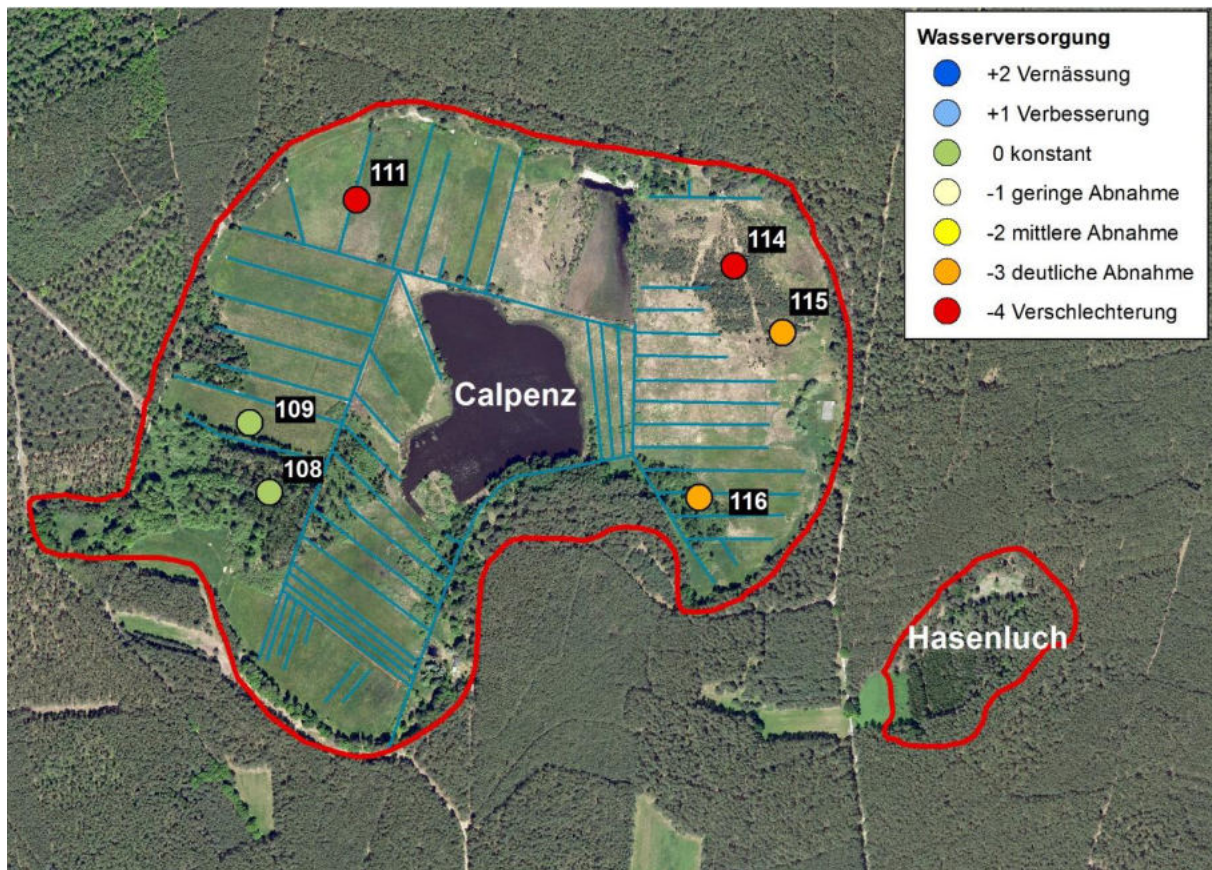 Wasserversorgung
+2 Vernässung
+1 Verbesserung
0 konstant
-1 geringe Abnahme
-2 mittlere Abnahme
-3 deutliche Abnahme
-4 Verschlechterung
111
114
115
Calpenz
109
108
116
Hasenluch